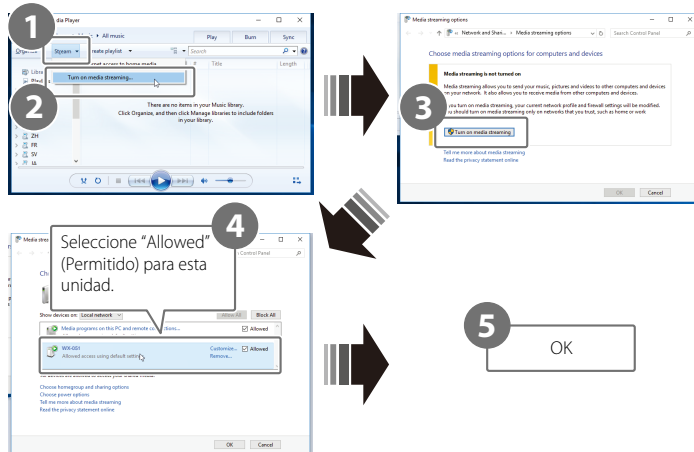 1
dia Player
All music
Play
Burn
Sync
Stream
reate playlist
Search
Title
Length
Turn on media streaming...
2
There are no items in your Music library.
Click Organize, and then click Manage libraries to include folders
in your library.
ZH
FR
SV
Media streaming options
Network and Shari... > Media streaming options
Search Control Panel
Choose media streaming options for computers and devices
Media streaming is not turned on
Media streaming allows you to send your music, pictures and videos to other computers and devices
on your network. It also allows you to receive media from other computers and devices.
3
you turn on media streaming, your current network profile and firewall settings will be modified.
should turn on media streaming only on networks that you trust, such as home or work
Turn on media streaming
Tell me more about media streaming
Read the privacy statement online
OK
Cancel
4
Media strea
Control Panel
Seleccione “Allowed”
(Permitido) para esta
unidad.
Ch
Show devices on: Local network
Allow All
Block All
Media programs on this PC and remote connections...
Allowed
WX-001
Customize...
Allowed
Allowed access using default settings
Remove...
Choose homegroup and sharing options
Choose power options
Tell me more about media streaming
Read the privacy statement online
OK
Cancel
5
OK